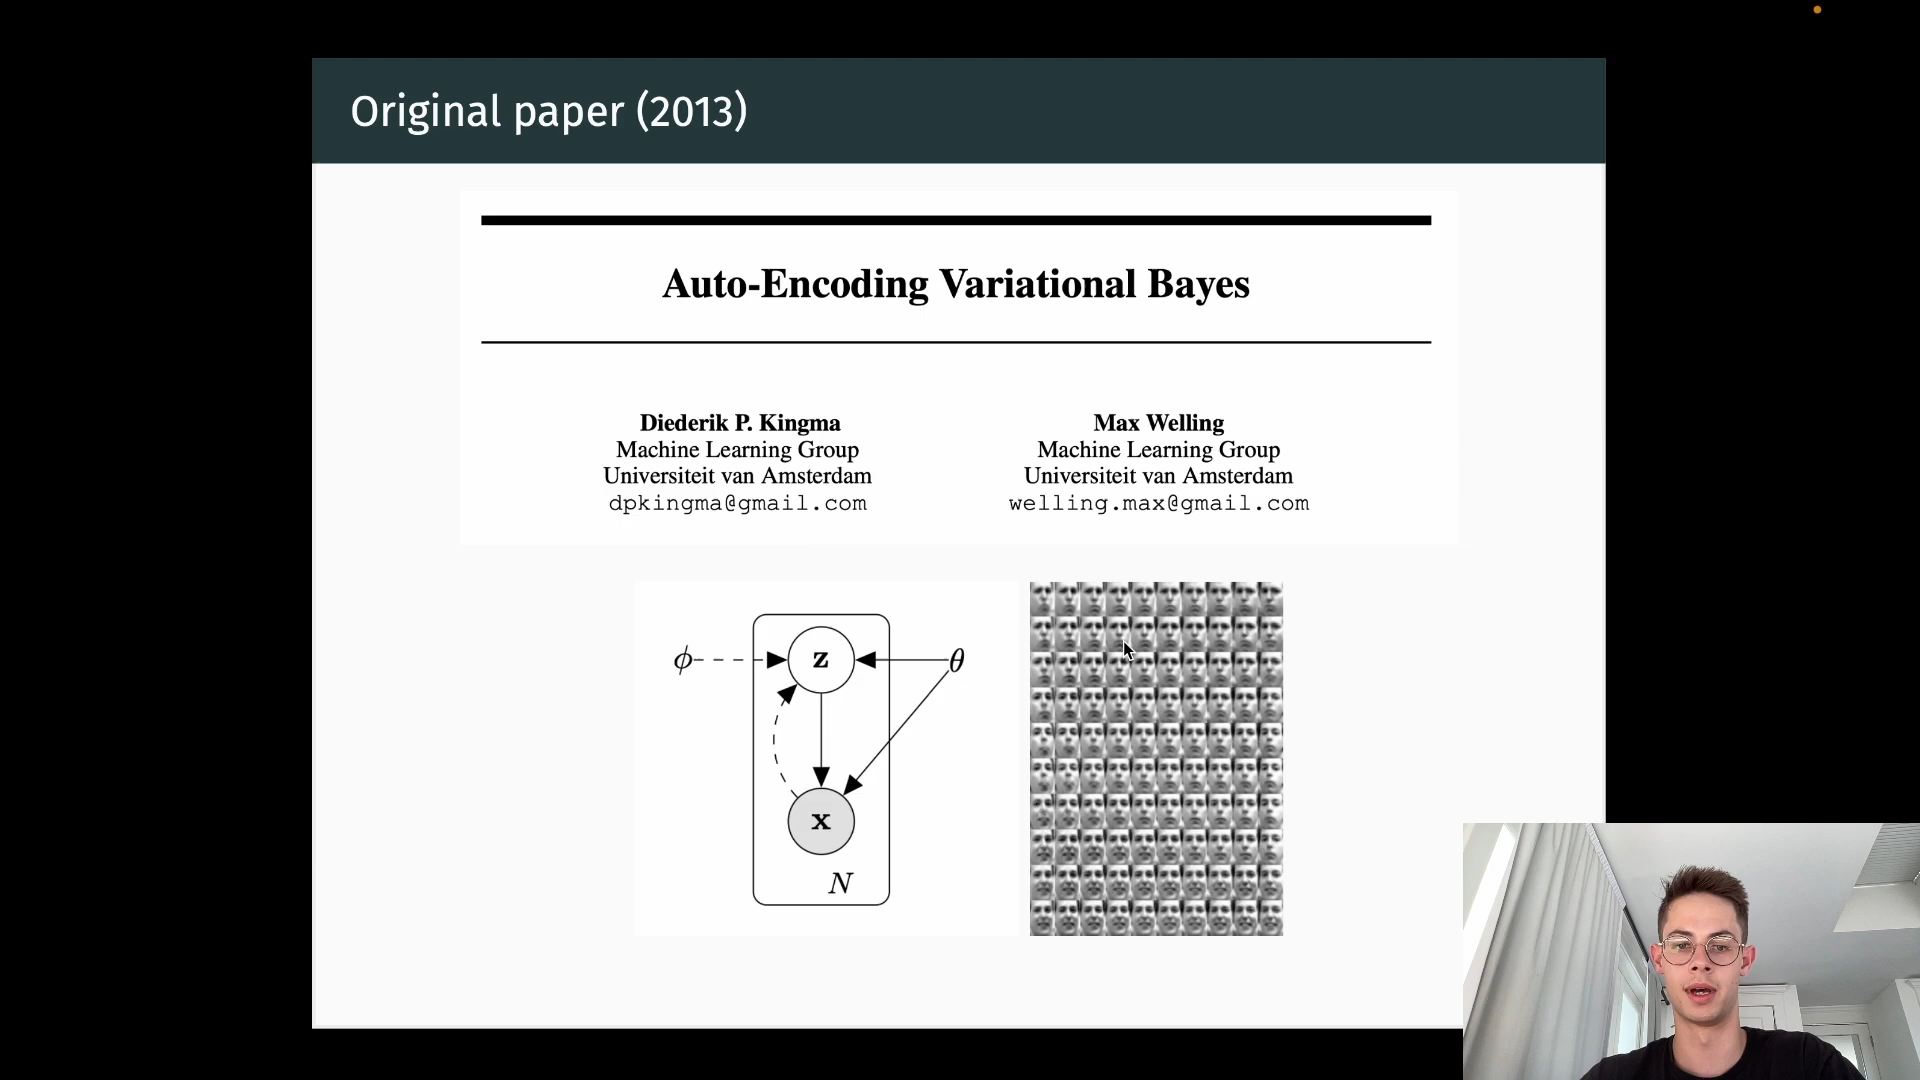 Original paper (2013)
Auto-Encoding Variational Bayes
Diederik P. Kingma
Machine Learning Group
Universiteit van Amsterdam
dpkingma@gmail.com
Max Welling
Machine Learning Group
Universiteit van Amsterdam
welling.max@gmail.com
ϕ
z
θ
x
N